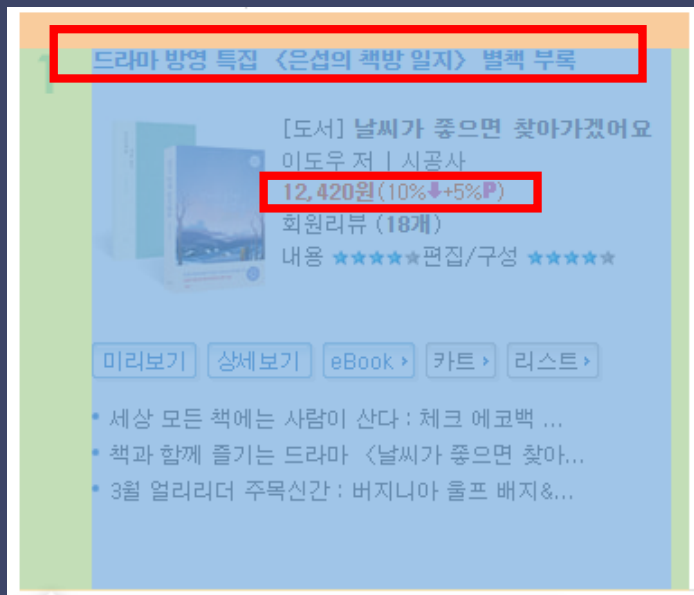 1
드라마 방영 특집 〈은섭의 책방 일지〉 별책 부록
[도서] 날씨가 좋으면 찾아가겠어요
이도우 저 | 시공사
12,420원(10%⬇+5%P)
회원리뷰 (18개)
내용 ★★★★★편집/구성 ★★★★★
미리보기 상세보기 eBook › 카트 › 리스트 ›
• 세상 모든 책에는 사람이 산다 : 체크 에코백 ...
• 책과 함께 즐기는 드라마 〈날씨가 좋으면 찾아...
• 3월 얼리리더 주목신간 : 버지니아 울프 배지&...